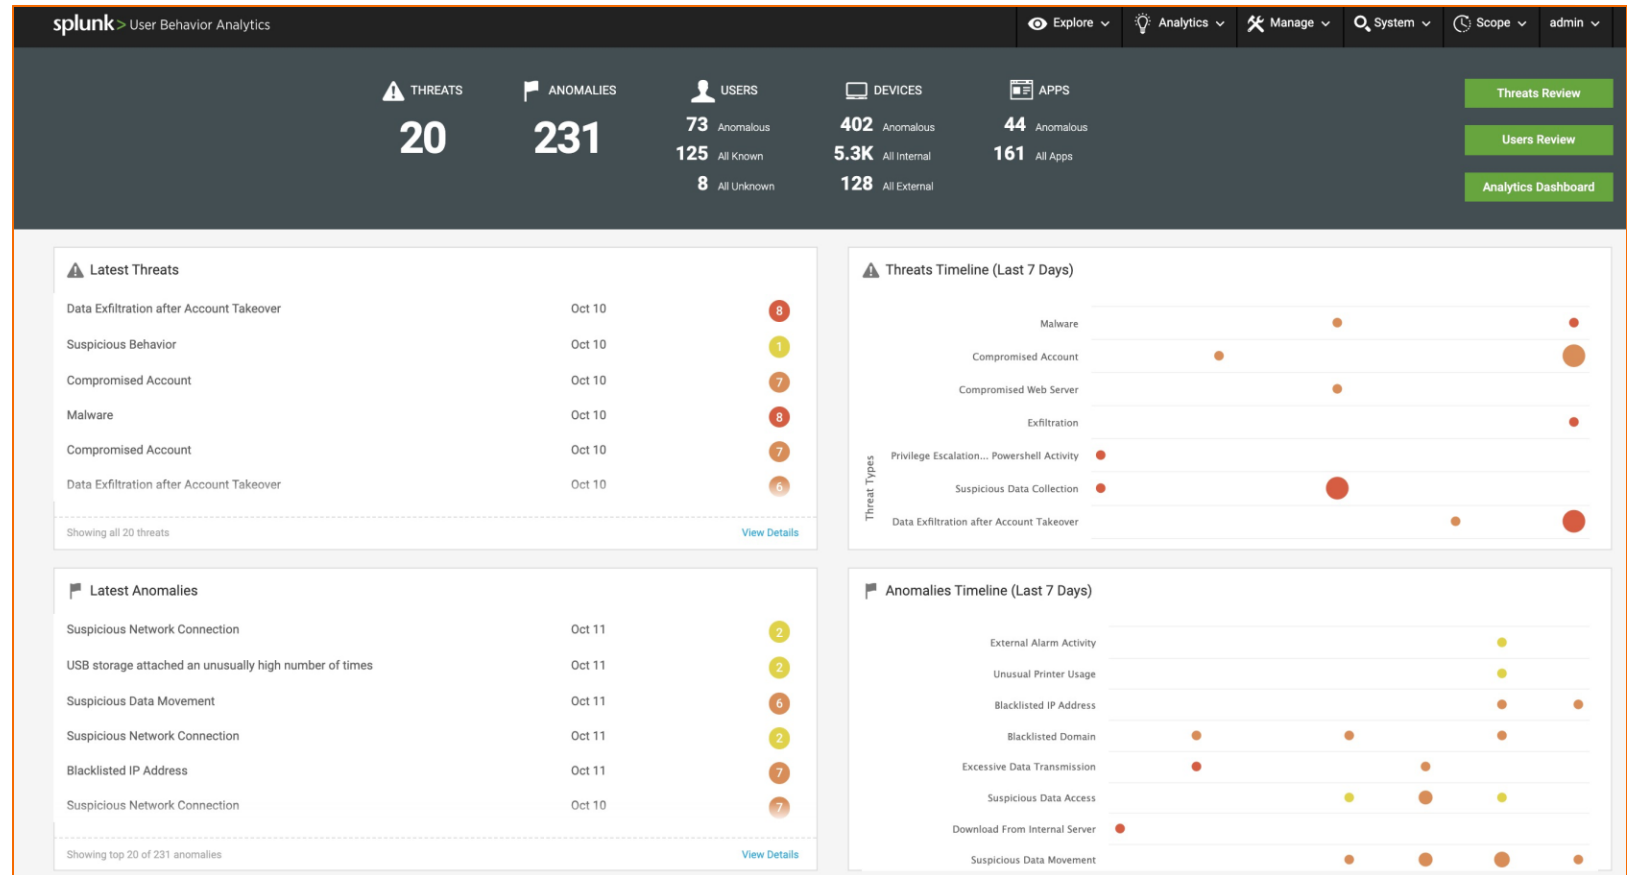 splunk> User Behavior Analytics
Explore Analytics Manage System Scope admin
THREATS
20
ANOMALIES
231
USERS
73 Anomalous
125 All Known
8 All Unknown
DEVICES
402 Anomalous
5.3K All Internal
128 All External
APPS
44 Anomalous
161 All Apps
Threats Review
Users Review
Analytics Dashboard
Latest Threats
Data Exfiltration after Account Takeover Oct 10 8
Suspicious Behavior Oct 10 1
Compromised Account Oct 10 7
Malware Oct 10 8
Compromised Account Oct 10 7
Data Exfiltration after Account Takeover Oct 10 6
Showing all 20 threats View Details
Threats Timeline (Last 7 Days)
Threat Types
Malware
Compromised Account
Compromised Web Server
Exfiltration
Privilege Escalation... Powershell Activity
Suspicious Data Collection
Data Exfiltration after Account Takeover
Latest Anomalies
Suspicious Network Connection Oct 11 2
USB storage attached an unusually high number of times Oct 11 2
Suspicious Data Movement Oct 11 6
Suspicious Network Connection Oct 11 2
Blacklisted IP Address Oct 11 7
Suspicious Network Connection Oct 10 7
Showing top 20 of 231 anomalies View Details
Anomalies Timeline (Last 7 Days)
External Alarm Activity
Unusual Printer Usage
Blacklisted IP Address
Blacklisted Domain
Excessive Data Transmission
Suspicious Data Access
Download From Internal Server
Suspicious Data Movement